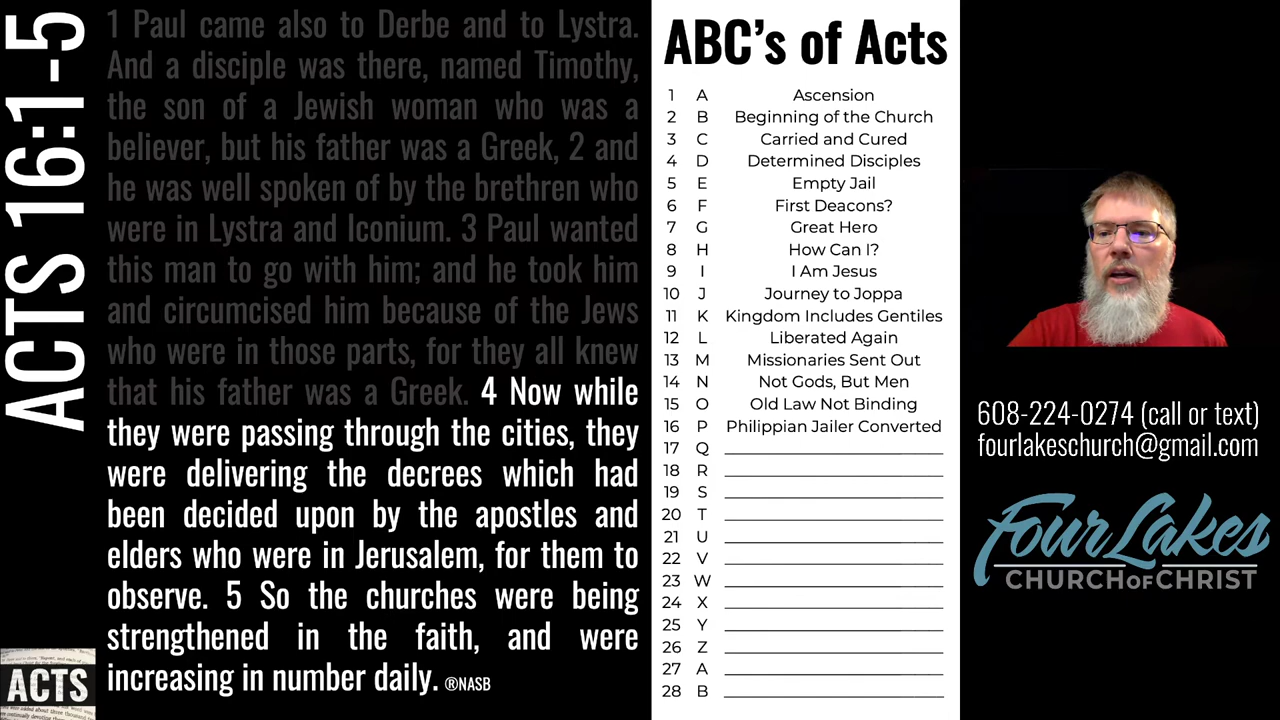 ACTS 16:1-5
1 Paul came also to Derbe and to Lystra.
And a disciple was there, named Timothy,
the son of a Jewish woman who was a
believer, but his father was a Greek, 2 and
he was well spoken of by the brethren who
were in Lystra and Iconium. 3 Paul wanted
this man to go with him; and he took him
and circumcised him because of the Jews
who were in those parts, for they all knew
that his father was a Greek. 4 Now while
they were passing through the cities, they
were delivering the decrees which had
been decided upon by the apostles and
elders who were in Jerusalem, for them to
observe. 5 So the churches were being
strengthened in the faith, and were
increasing in number daily. ®NASB
ACTS
ABC's of Acts
1 A Ascension
2 B Beginning of the Church
3 C Carried and Cured
4 D Determined Disciples
5 E Empty Jail
6 F First Deacons?
7 G Great Hero
8 H How Can I?
9 I I Am Jesus
10 J Journey to Joppa
11 K Kingdom Includes Gentiles
12 L Liberated Again
13 M Missionaries Sent Out
14 N Not Gods, But Men
15 O Old Law Not Binding
16 P Philippian Jailer Converted
17 Q
18 R
19 S
20 T
21 U
22 V
23 W
24 X
25 Y
26 Z
27 A
28 B
608-224-0274 (call or text)
fourlakeschurch@gmail.com
Four Lakes
CHURCH OF CHRIST